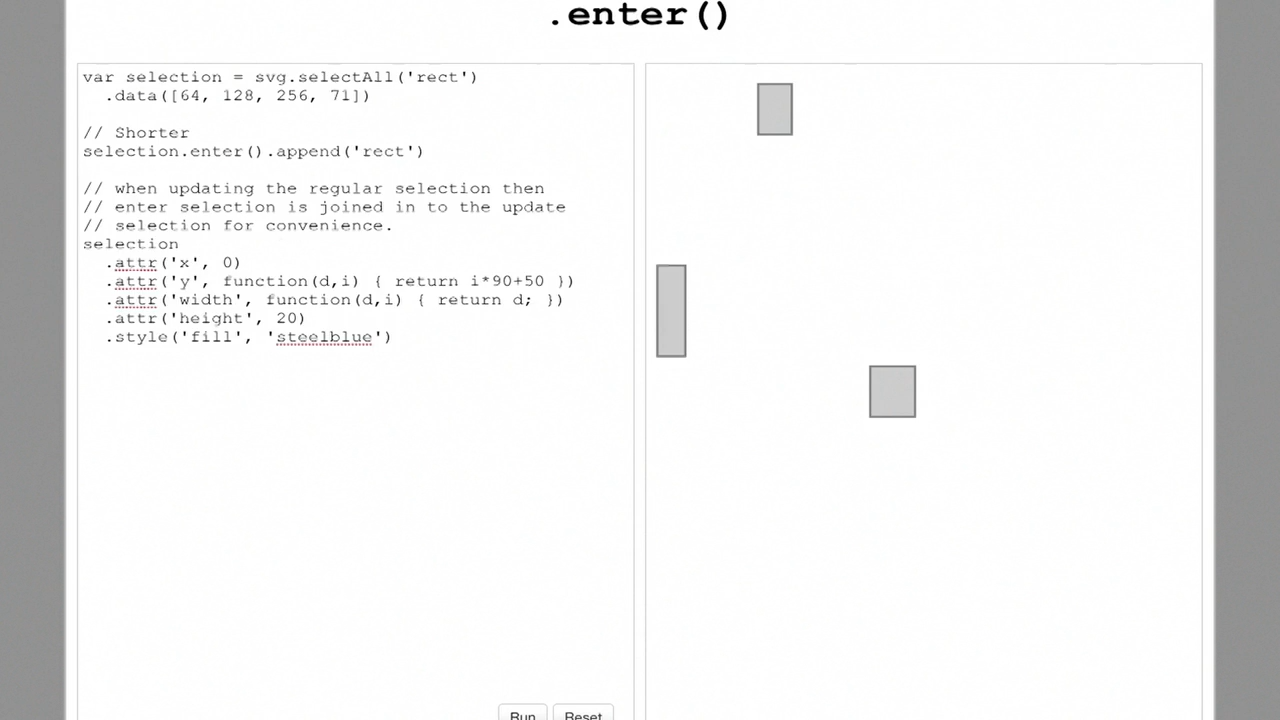 .enter()
var selection = svg.selectAll('rect')
.data([64, 128, 256, 71])
// Shorter
selection.enter().append('rect')
// when updating the regular selection then
// enter selection is joined in to the update
// selection for convenience.
selection
.attr('x', 0)
.attr('y', function(d,i) { return i*90+50 })
.attr('width', function(d,i) { return d; })
.attr('height', 20)
.style('fill', 'steelblue')
Run Reset